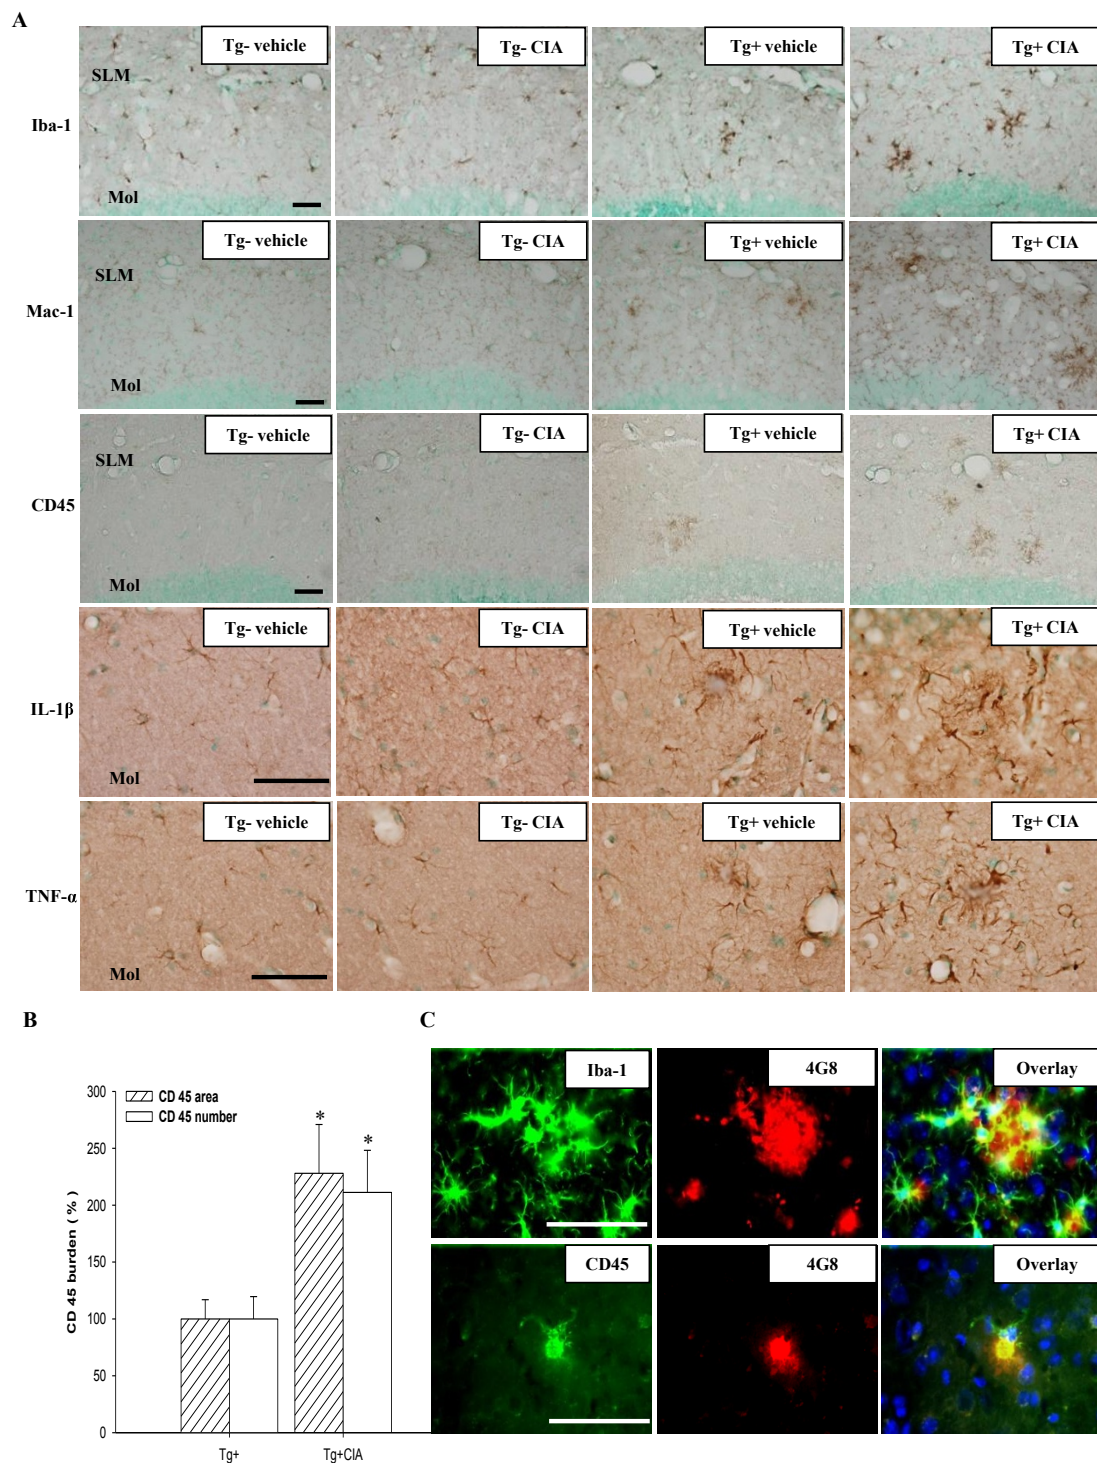 A
Tg- vehicle
Tg- CIA
Tg+ vehicle
Tg+ CIA
SLM
Iba-1
Mol
Tg- vehicle
Tg- CIA
Tg+ vehicle
Tg+ CIA
SLM
Mac-1
Mol
Tg- vehicle
Tg- CIA
Tg+ vehicle
Tg+ CIA
SLM
CD45
Mol
Tg- vehicle
Tg- CIA
Tg+ vehicle
Tg+ CIA
IL-1β
Mol
Tg- vehicle
Tg- CIA
Tg+ vehicle
Tg+ CIA
TNF-α
Mol
B
CD 45 burden ( % )
300
250
200
150
100
50
0
CD 45 area
CD 45 number
*
*
Tg+
Tg+CIA
C
Iba-1
4G8
Overlay
CD45
4G8
Overlay